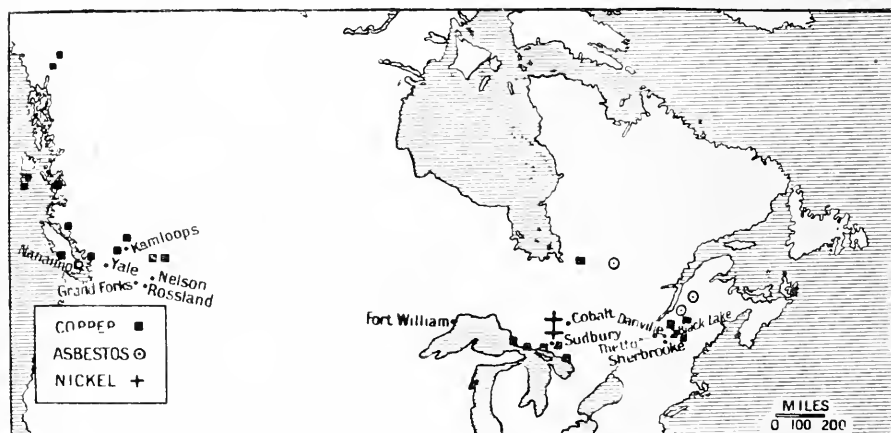 Kamloops
Nanaimo
Yale
Nelson
Grand Forks
Rossland
Fort William
Cobalt
Danville
Black Lake
Sudbury
Sherbrooke
COPPER
ASBESTOS
NICKEL
MILES
0 100 200